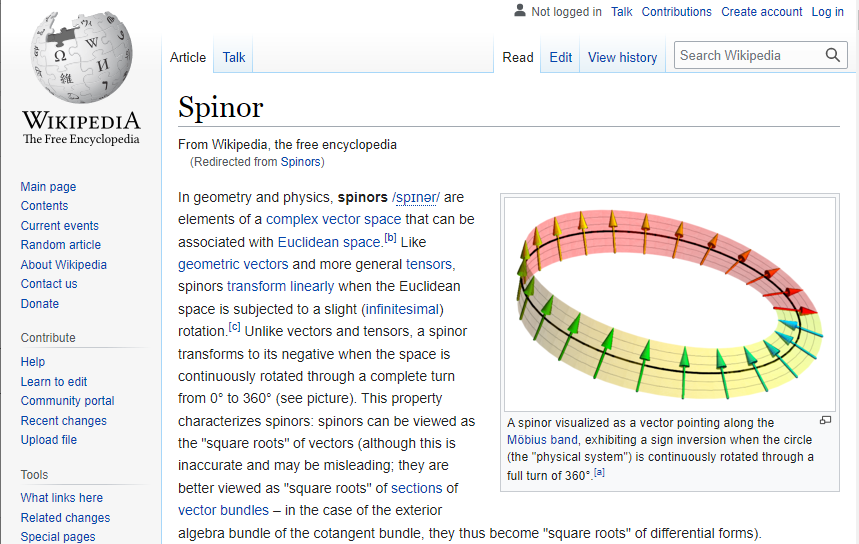 Not logged in Talk Contributions Create account Log in
Article Talk Read Edit View history Search Wikipedia
WIKIPEDIA
The Free Encyclopedia
Main page
Contents
Current events
Random article
About Wikipedia
Contact us
Donate
Contribute
Help
Learn to edit
Community portal
Recent changes
Upload file
Tools
What links here
Related changes
Special pages
Spinor
From Wikipedia, the free encyclopedia
(Redirected from Spinors)
In geometry and physics, spinors /spɪnər/ are
elements of a complex vector space that can be
associated with Euclidean space.[b] Like
geometric vectors and more general tensors,
spinors transform linearly when the Euclidean
space is subjected to a slight (infinitesimal)
rotation.[c] Unlike vectors and tensors, a spinor
transforms to its negative when the space is
continuously rotated through a complete turn
from 0° to 360° (see picture). This property
characterizes spinors: spinors can be viewed as
the "square roots" of vectors (although this is
inaccurate and may be misleading; they are
better viewed as "square roots" of sections of
vector bundles – in the case of the exterior
algebra bundle of the cotangent bundle, they thus become "square roots" of differential forms).
A spinor visualized as a vector pointing along the
Möbius band, exhibiting a sign inversion when the circle
(the "physical system") is continuously rotated through a
full turn of 360°.[a]